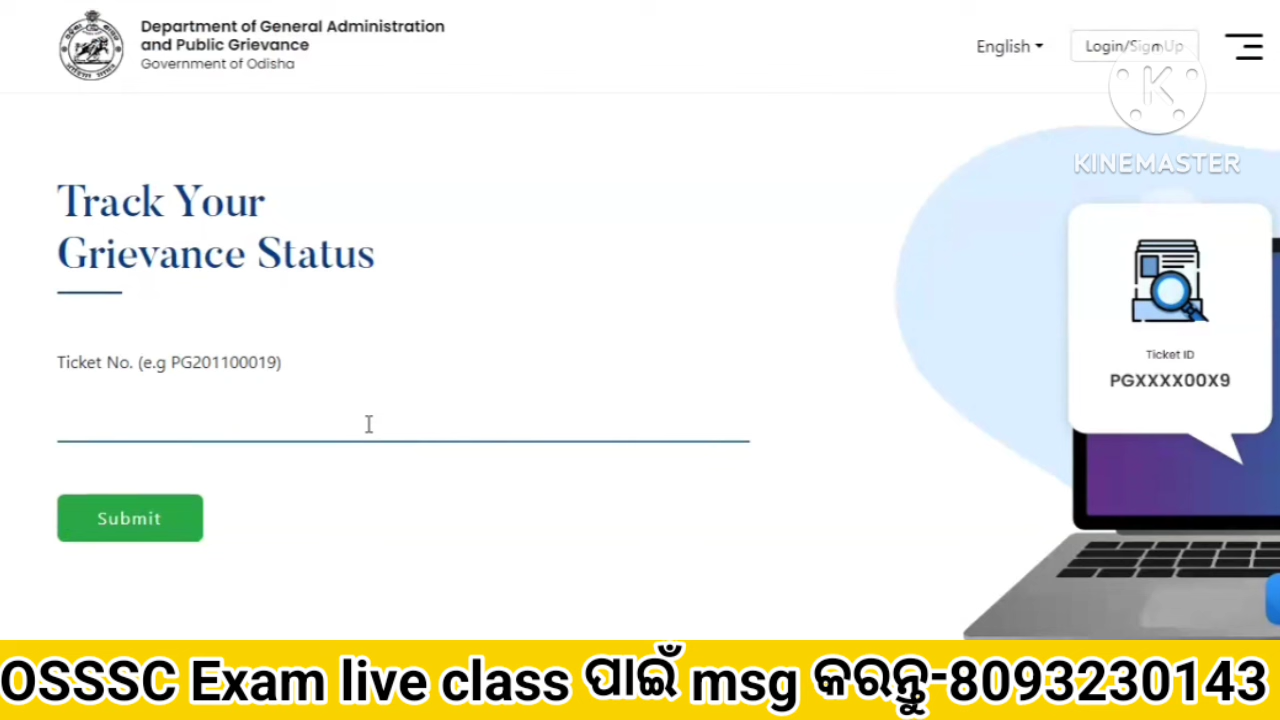 Department of General Administration
and Public Grievance
Government of Odisha
English
Login/SignUp
KINEMASTER
Track Your
Grievance Status
Ticket No. (e.g PG201100019)
Submit
Ticket ID
PGXXXX00X9
OSSSC Exam live class ପାଇଁ msg କରନ୍ତୁ-8093230143